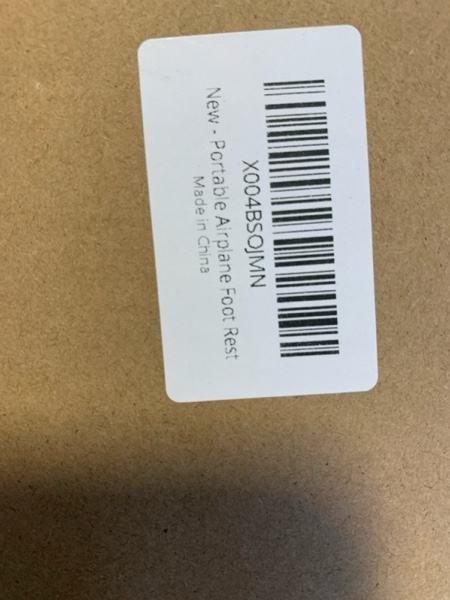 X004BSOJMN
New - Portable Airplane Foot Rest
Made in China